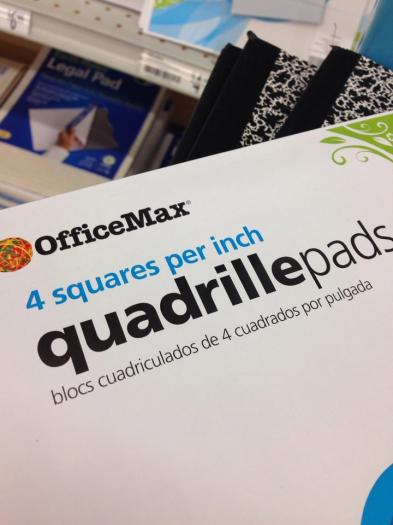 Legal Pad
OfficeMax®
4 squares per inch
quadrillepads
blocs cuadriculados de 4 cuadrados por pulgada